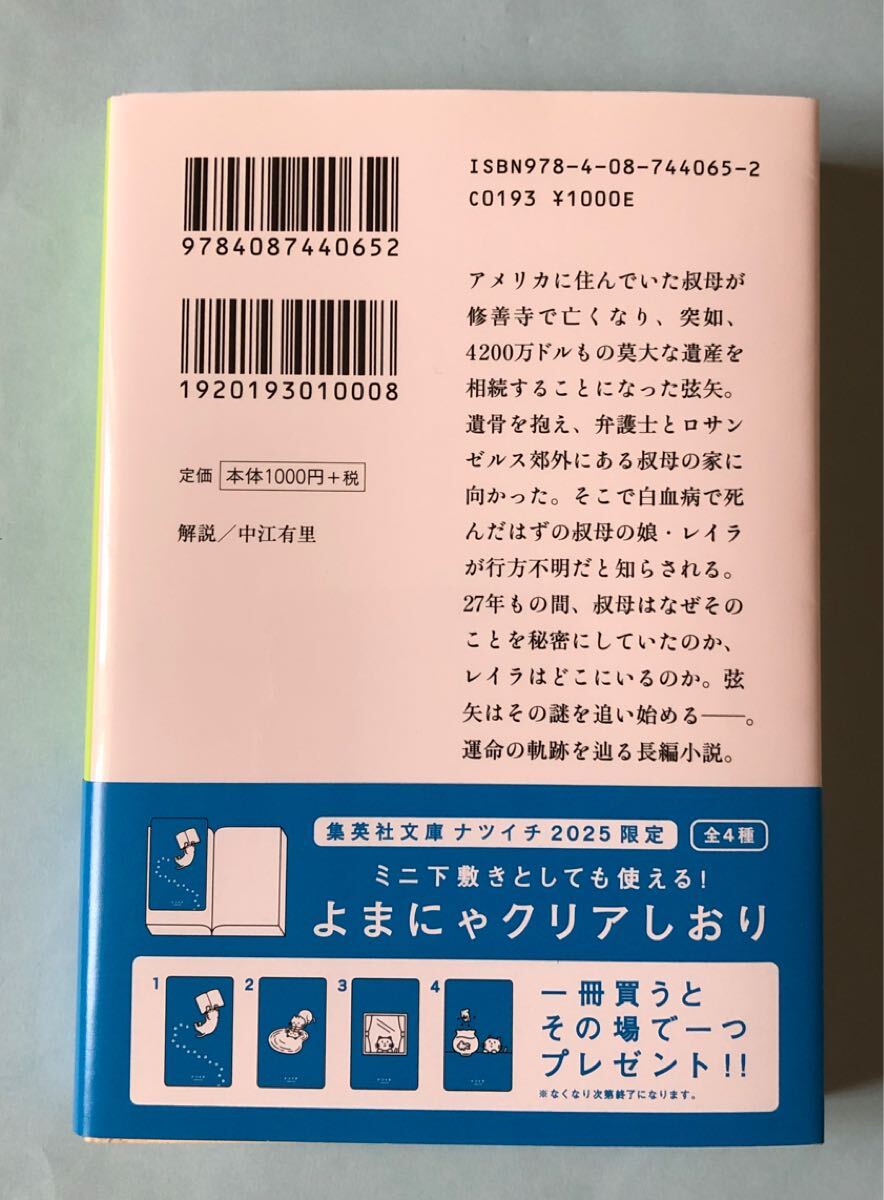 9784087440652
1920193010008
定価 本体1000円+税
解説/中江有里
ISBN978-4-08-744065-2
C0193 ¥1000E
アメリカに住んでいた叔母が
修善寺で亡くなり、突如、
4200万ドルもの莫大な遺産を
相続することになった弦矢。
遺骨を抱え、弁護士とロサン
ゼルス郊外にある叔母の家に
向かった。そこで白血病で死
んだはずの叔母の娘・レイラ
が行方不明だと知らされる。
27年もの間、叔母はなぜその
ことを秘密にしていたのか、
レイラはどこにいるのか。弦
矢はその謎を追い始める――。
運命の軌跡を辿る長編小説。
集英社文庫 ナツイチ 2025 限定 全4種
ミニ下敷きとしても使える!
よまにゃクリアしおり
1 2 3 4
一冊買うと
その場で一つ
プレゼント!!
※なくなり次第終了になります。